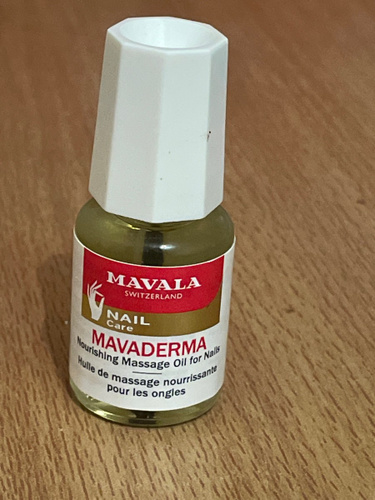 MAVALA
SWITZERLAND
NAIL
Care
MAVADERMA
Nourishing Massage Oil for Nails
Huile de massage nourrissante
pour les ongles